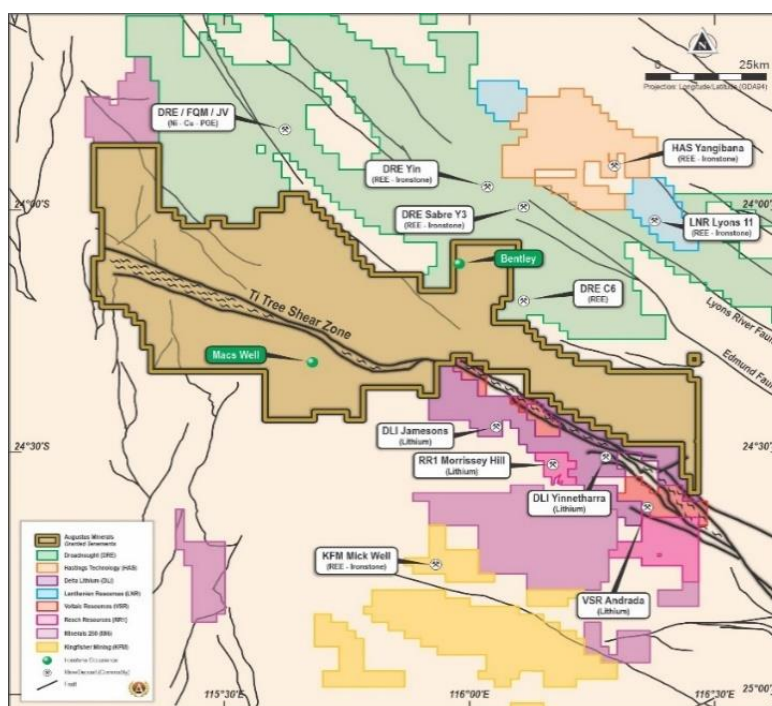 0 25km
Projection: Longitude/Latitude (GDA94)
DRE / FQM / JV
(Ni - Cu - PGE)
HAS Yangibana
(REE - Ironstone)
DRE Yin
(REE - Ironstone)
24°00'S
24°00'S
DRE Sabre Y3
(REE - Ironstone)
LNR Lyons 11
(REE - Ironstone)
Bentley
DRE C6
(REE)
Ti Tree Shear Zone
Lyons River Fault
Edmund Fault
Macs Well
DLI Jamesons
(Lithium)
24°30'S
24°30'S
RR1 Morrissey Hill
(Lithium)
DLI Yinnetharra
(Lithium)
KFM Mick Well
(REE - Ironstone)
VSR Andrada
(Lithium)
Augustus Minerals
Granted Tenements
Dreadnought (DRE)
Hastings Technology (HAS)
Delta Lithium (DLI)
Lanthanien Resources (LNR)
Voltaic Resources (VSR)
Reach Resources (RR1)
Minerals 260 (MI6)
Kingfisher Mining (KFM)
Ironstone Occurrence
Mine/Deposit (Commodity)
Fault
115°30'E
116°00'E
116°30'E
25°00'S